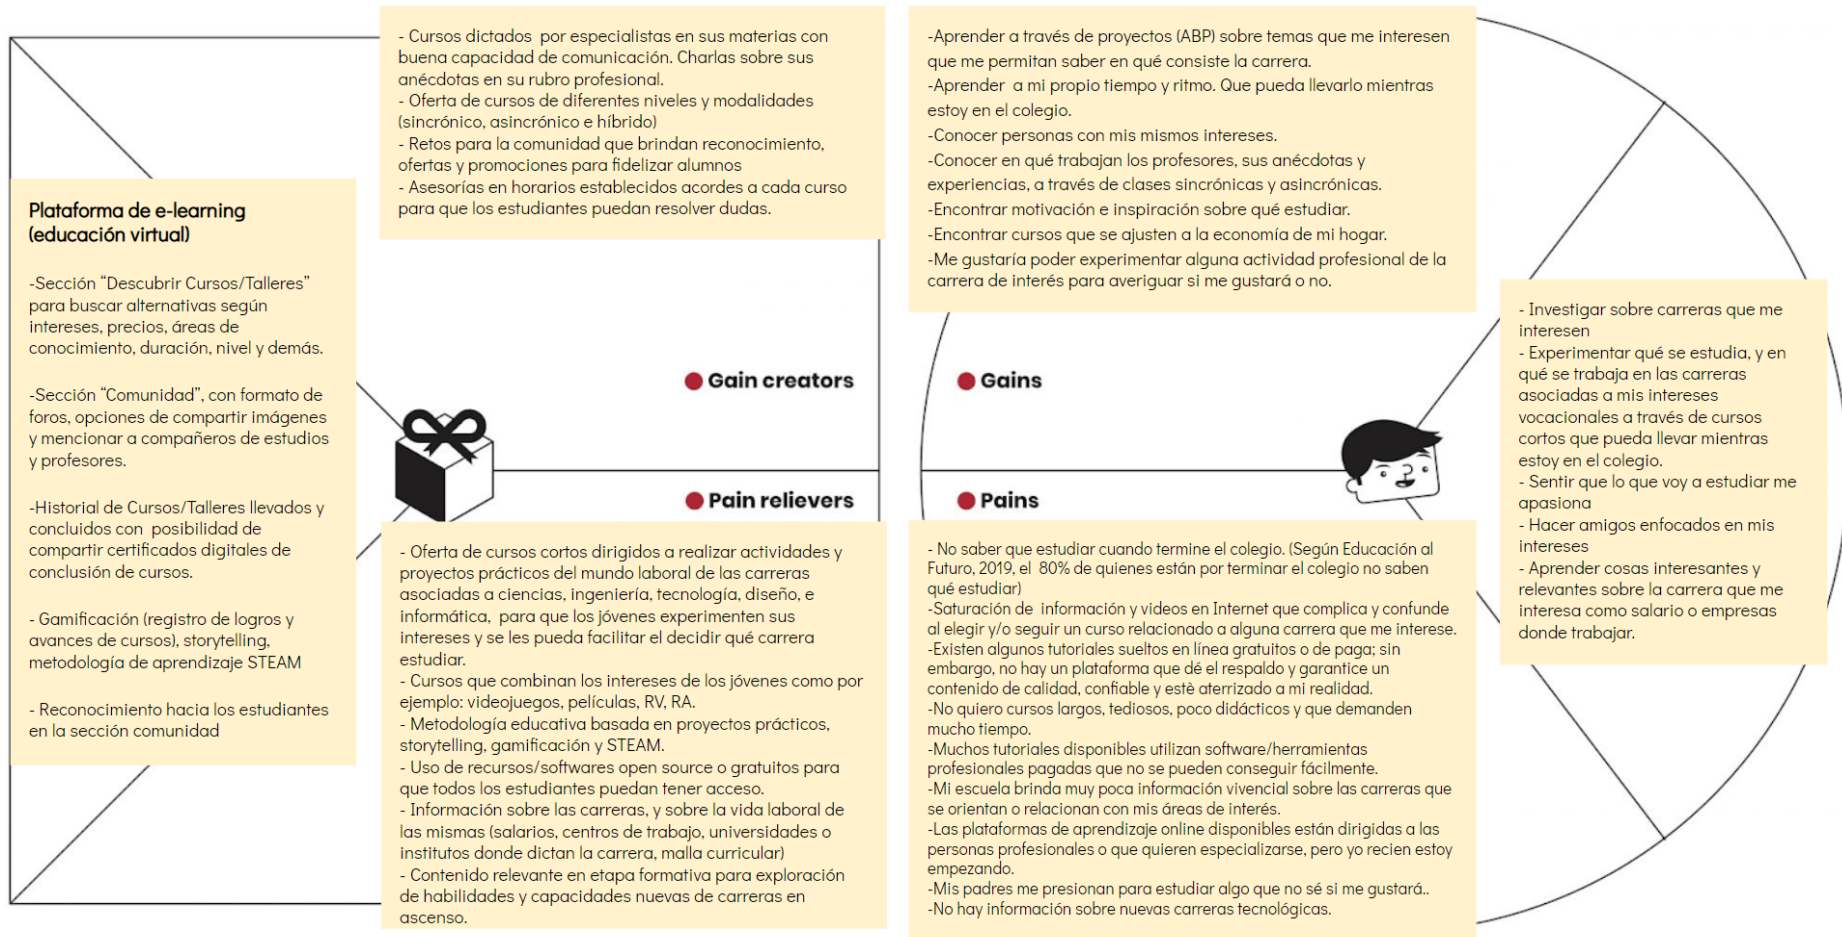 Plataforma de e-learning
(educación virtual)
-Sección “Descubrir Cursos/Talleres”
para buscar alternativas según
intereses, precios, áreas de
conocimiento, duración, nivel y demás.
-Sección “Comunidad”, con formato de
foros, opciones de compartir imágenes
y mencionar a compañeros de estudios
y profesores.
-Historial de Cursos/Talleres llevados y
concluidos con posibilidad de
compartir certificados digitales de
conclusión de cursos.
- Gamificación (registro de logros y
avances de cursos), storytelling,
metodología de aprendizaje STEAM
- Reconocimiento hacia los estudiantes
en la sección comunidad
- Cursos dictados por especialistas en sus materias con
buena capacidad de comunicación. Charlas sobre sus
anécdotas en su rubro profesional.
- Oferta de cursos de diferentes niveles y modalidades
(sincrónico, asincrónico e híbrido)
- Retos para la comunidad que brindan reconocimiento,
ofertas y promociones para fidelizar alumnos
- Asesorías en horarios establecidos acordes a cada curso
para que los estudiantes puedan resolver dudas.
Gain creators
Pain relievers
- Oferta de cursos cortos dirigidos a realizar actividades y
proyectos prácticos del mundo laboral de las carreras
asociadas a ciencias, ingeniería, tecnología, diseño, e
informática, para que los jóvenes experimenten sus
intereses y se les pueda facilitar el decidir qué carrera
estudiar.
- Cursos que combinan los intereses de los jóvenes como por
ejemplo: videojuegos, películas, RV, RA.
- Metodología educativa basada en proyectos prácticos,
storytelling, gamificación y STEAM.
- Uso de recursos/softwares open source o gratuitos para
que todos los estudiantes puedan tener acceso.
- Información sobre las carreras, y sobre la vida laboral de
las mismas (salarios, centros de trabajo, universidades o
institutos donde dictan la carrera, malla curricular)
- Contenido relevante en etapa formativa para exploración
de habilidades y capacidades nuevas de carreras en
ascenso.
-Aprender a través de proyectos (ABP) sobre temas que me interesen
que me permitan saber en qué consiste la carrera.
-Aprender a mi propio tiempo y ritmo. Que pueda llevarlo mientras
estoy en el colegio.
-Conocer personas con mis mismos intereses.
-Conocer en qué trabajan los profesores, sus anécdotas y
experiencias, a través de clases sincrónicas y asincrónicas.
-Encontrar motivación e inspiración sobre qué estudiar.
-Encontrar cursos que se ajusten a la economía de mi hogar.
-Me gustaría poder experimentar alguna actividad profesional de la
carrera de interés para averiguar si me gustará o no.
Gains
Pains
- No saber que estudiar cuando termine el colegio. (Según Educación al
Futuro, 2019, el 80% de quienes están por terminar el colegio no saben
qué estudiar)
-Saturación de información y videos en Internet que complica y confunde
al elegir y/o seguir un curso relacionado a alguna carrera que me interese.
-Existen algunos tutoriales sueltos en línea gratuitos o de paga; sin
embargo, no hay un plataforma que dé el respaldo y garantice un
contenido de calidad, confiable y estè aterrizado a mi realidad.
-No quiero cursos largos, tediosos, poco didácticos y que demanden
mucho tiempo.
-Muchos tutoriales disponibles utilizan software/herramientas
profesionales pagadas que no se pueden conseguir fácilmente.
-Mi escuela brinda muy poca información vivencial sobre las carreras que
se orientan o relacionan con mis áreas de interés.
-Las plataformas de aprendizaje online disponibles están dirigidas a las
personas profesionales o que quieren especializarse, pero yo recien estoy
empezando.
-Mis padres me presionan para estudiar algo que no sé si me gustará..
-No hay información sobre nuevas carreras tecnológicas.
- Investigar sobre carreras que me
interesen
- Experimentar qué se estudia, y en
qué se trabaja en las carreras
asociadas a mis intereses
vocacionales a través de cursos
cortos que pueda llevar mientras
estoy en el colegio.
- Sentir que lo que voy a estudiar me
apasiona
- Hacer amigos enfocados en mis
intereses
- Aprender cosas interesantes y
relevantes sobre la carrera que me
interesa como salario o empresas
donde trabajar.